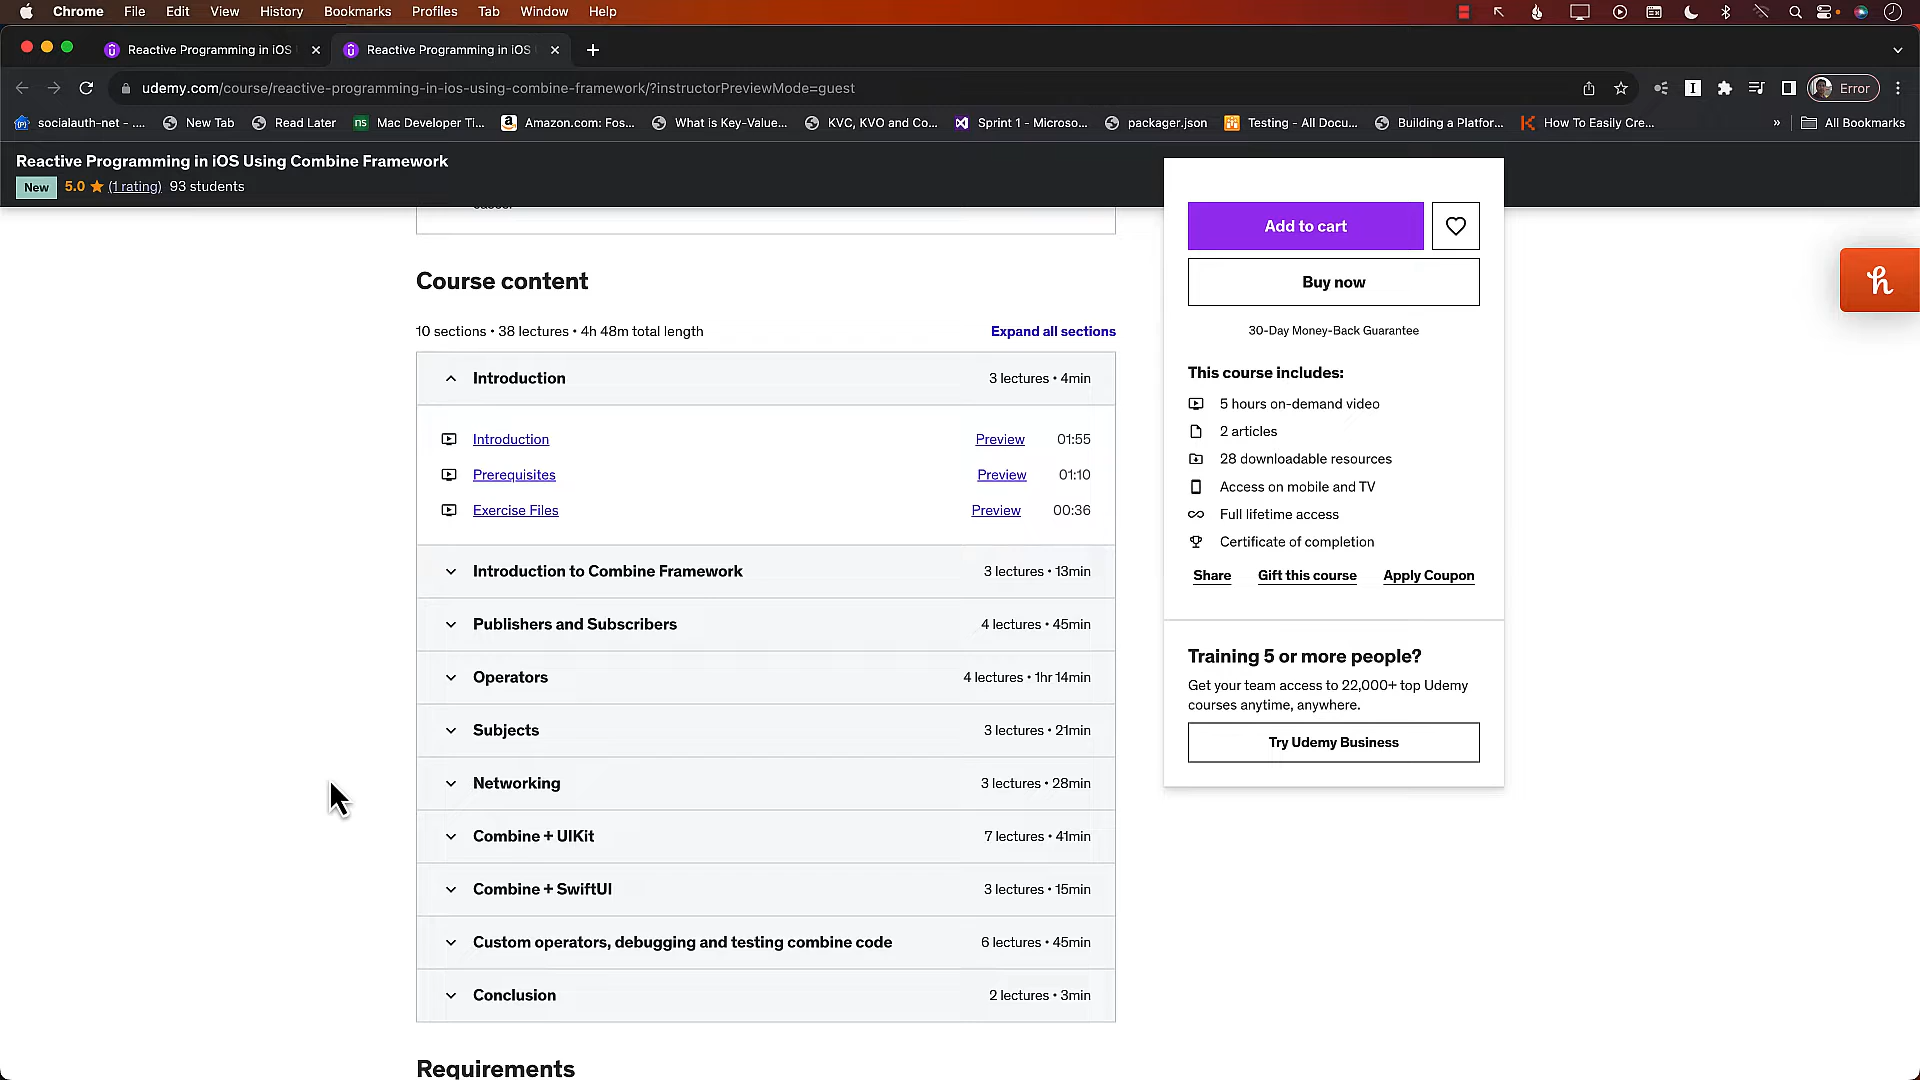 Chrome File Edit View History Bookmarks Profiles Tab Window Help
Reactive Programming in iOS Reactive Programming in iOS
udemy.com/course/reactive-programming-in-ios-using-combine-framework/?instructorPreviewMode=guest Error
socialauth-net - .... New Tab Read Later ns Mac Developer Ti... Amazon.com: Fos... What is Key-Value... KVC, KVO and Co... Sprint 1 - Microso... packager.json Testing - All Docu... Building a Platfor... How To Easily Cre... » All Bookmarks
Reactive Programming in iOS Using Combine Framework
New 5.0 (1 rating) 93 students
Add to cart
Buy now
30-Day Money-Back Guarantee
This course includes:
5 hours on-demand video
2 articles
28 downloadable resources
Access on mobile and TV
Full lifetime access
Certificate of completion
Share Gift this course Apply Coupon
Training 5 or more people?
Get your team access to 22,000+ top Udemy
courses anytime, anywhere.
Try Udemy Business
Course content
10 sections • 38 lectures • 4h 48m total length Expand all sections
Introduction 3 lectures • 4min
Introduction Preview 01:55
Prerequisites Preview 01:10
Exercise Files Preview 00:36
Introduction to Combine Framework 3 lectures • 13min
Publishers and Subscribers 4 lectures • 45min
Operators 4 lectures • 1hr 14min
Subjects 3 lectures • 21min
Networking 3 lectures • 28min
Combine + UIKit 7 lectures • 41min
Combine + SwiftUI 3 lectures • 15min
Custom operators, debugging and testing combine code 6 lectures • 45min
Conclusion 2 lectures • 3min
Requirements